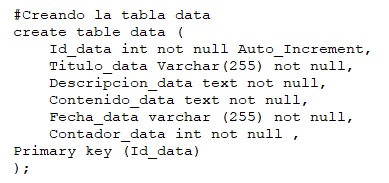 #Creando la tabla data
create table data (
Id_data int not null Auto_Increment,
Titulo_data Varchar(255) not null,
Descripcion_data text not null,
Contenido_data text not null,
Fecha_data varchar (255) not null,
Contador_data int not null ,
Primary key (Id_data)
);